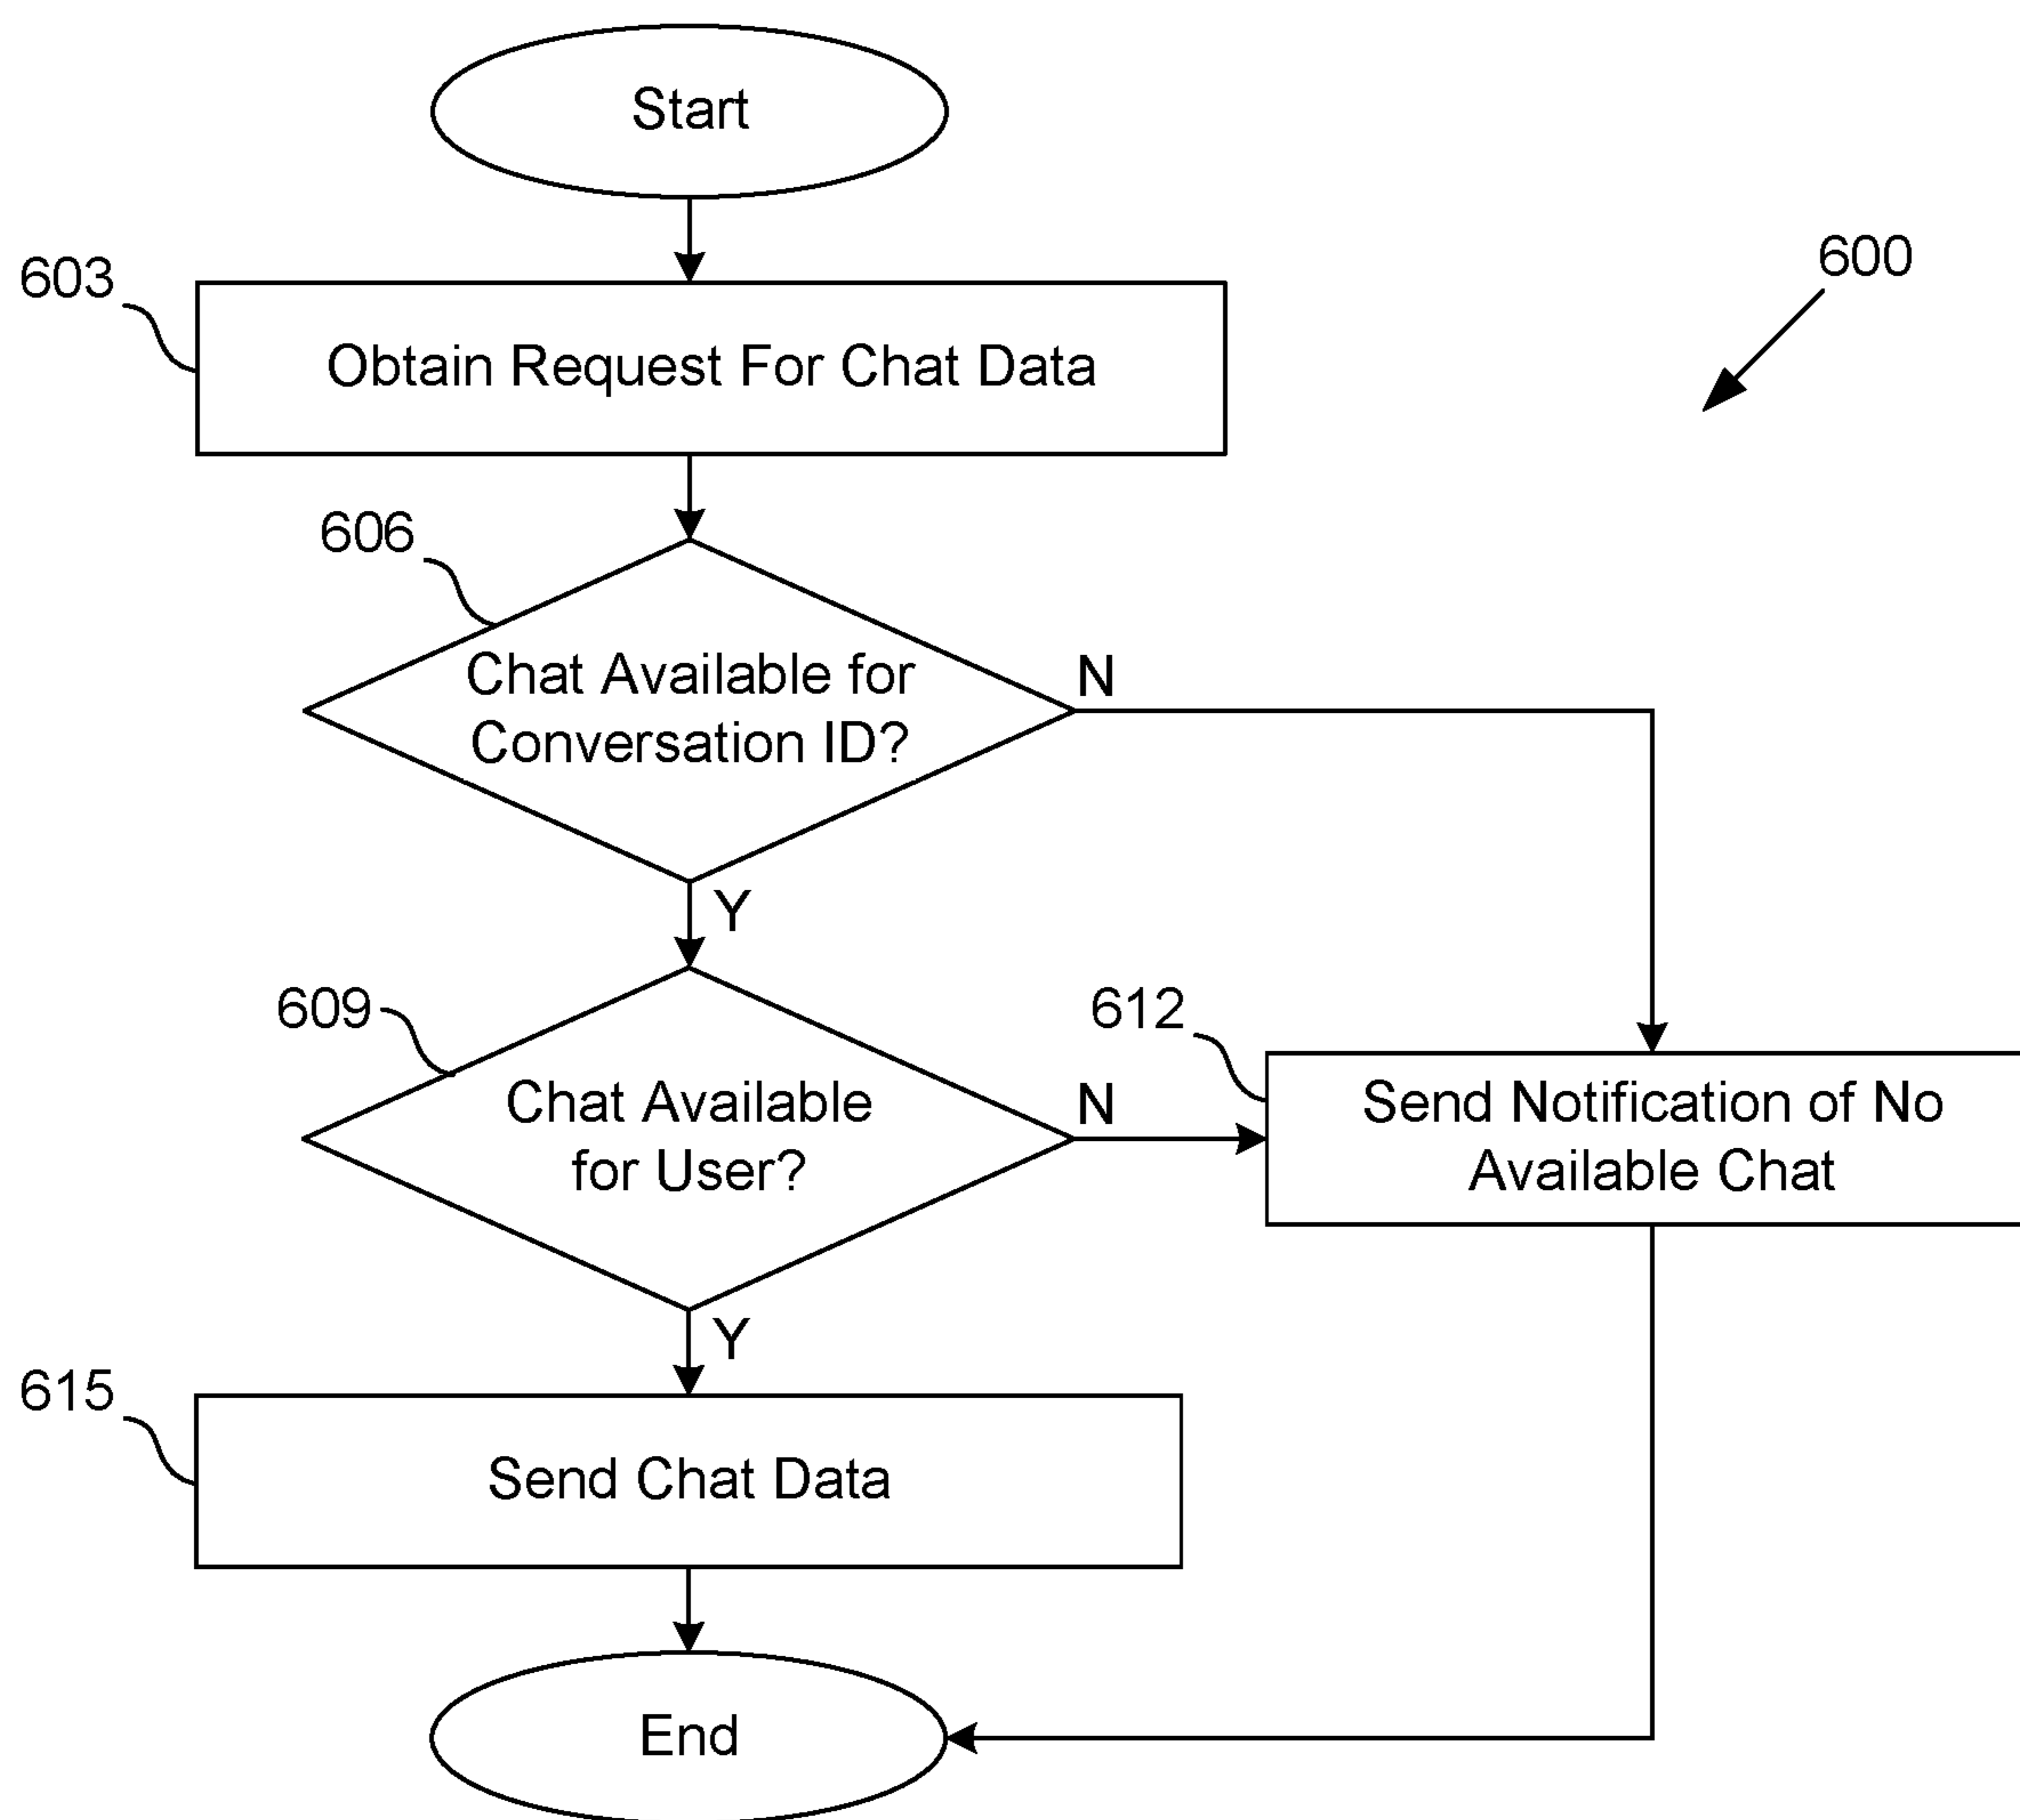 Start
603
600
Obtain Request For Chat Data
606
Chat Available for
Conversation ID?
N
Y
609
612
Chat Available
for User?
N
Send Notification of No
Available Chat
Y
615
Send Chat Data
End